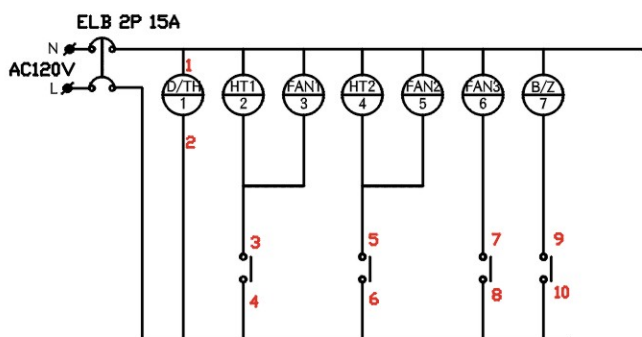 ELB 2P 15A
N
AC120V
L
1
D/TH HT1 FAN1 HT2 FAN2 FAN3 B/Z
1 2 3 4 5 6 7
2
3 5 7 9
4 6 8 10